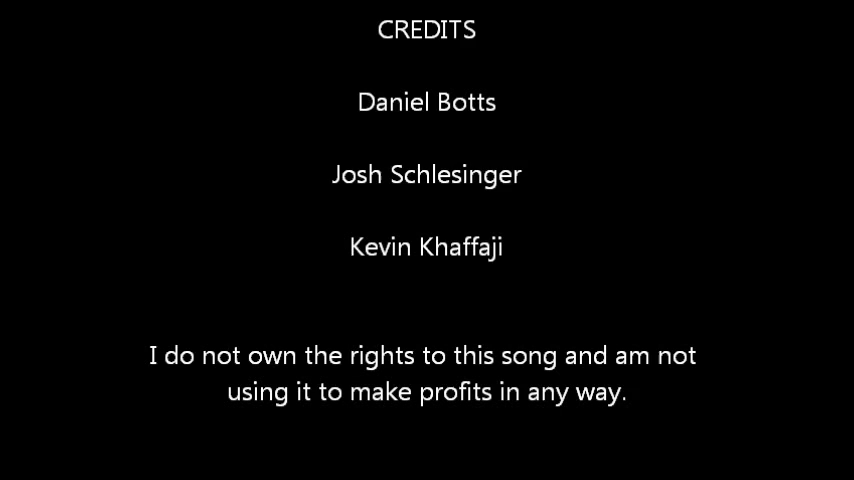 CREDITS
Daniel Botts
Josh Schlesinger
Kevin Khaffaji
I do not own the rights to this song and am not
using it to make profits in any way.